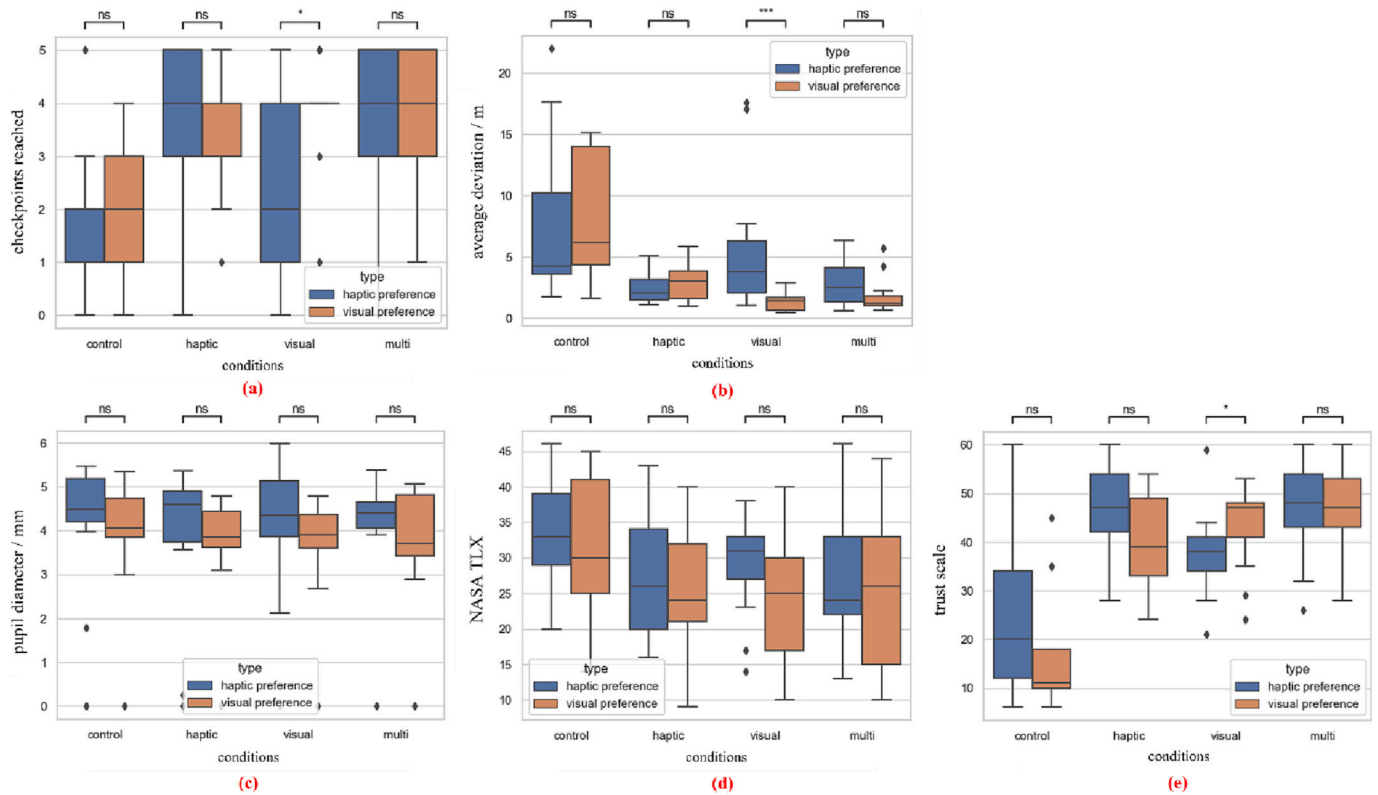 ns ns * ns
checkpoints reached
5
4
3
2
1
0
type
haptic preference
visual preference
control haptic visual multi
conditions
(a)
ns ns *** ns
average deviation / m
20
15
10
5
0
type
haptic preference
visual preference
control haptic visual multi
conditions
(b)
ns ns ns ns
pupil diameter / mm
6
5
4
3
2
1
0
type
haptic preference
visual preference
control haptic visual multi
conditions
(c)
ns ns ns ns
NASA TLX
45
40
35
30
25
20
15
10
type
haptic preference
visual preference
control haptic visual multi
conditions
(d)
ns ns * ns
trust scale
60
50
40
30
20
10
type
haptic preference
visual preference
control haptic visual multi
conditions
(e)